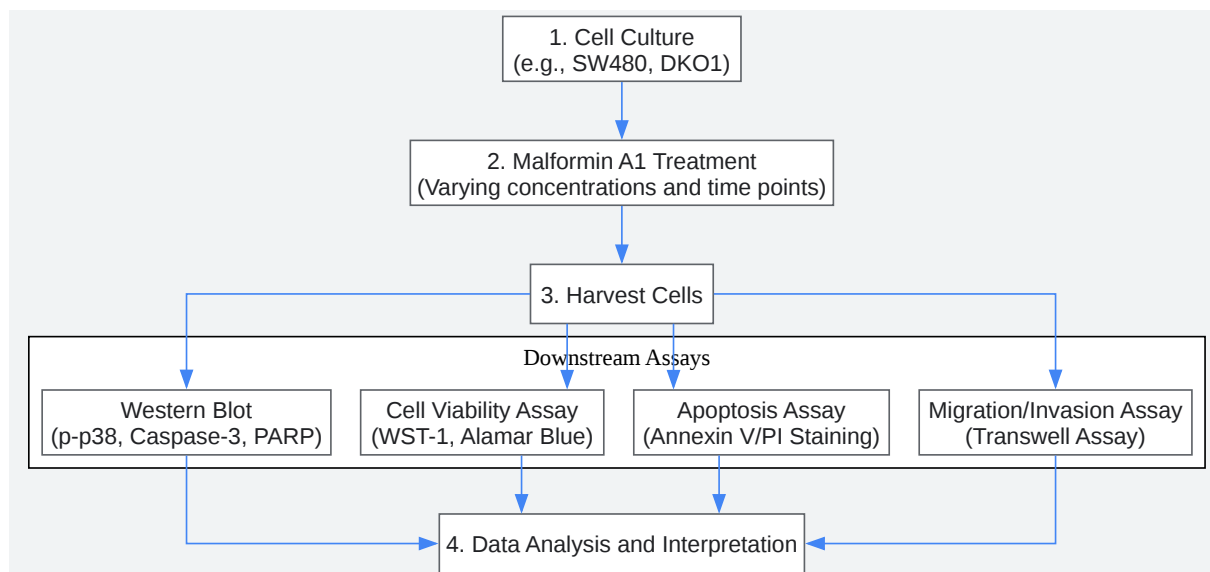 1. Cell Culture
(e.g., SW480, DKO1)
2. Malformin A1 Treatment
(Varying concentrations and time points)
3. Harvest Cells
Downstream Assays
Western Blot
(p-p38, Caspase-3, PARP)
Cell Viability Assay
(WST-1, Alamar Blue)
Apoptosis Assay
(Annexin V/PI Staining)
Migration/Invasion Assay
(Transwell Assay)
4. Data Analysis and Interpretation